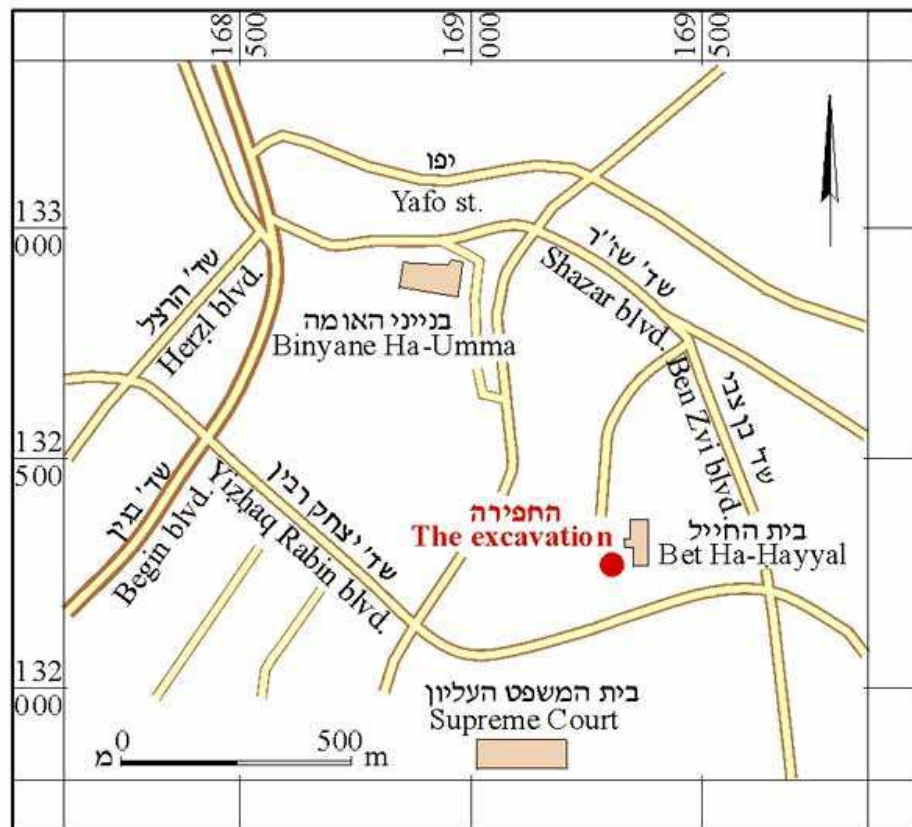 168
500
169
000
169
500
133
000
132
500
132
000
יפו
Yafo st.
שד' שז''ר
Shazar blvd.
שד' הרצל
Herzl blvd.
בנייני האומה
Binyane Ha-Umma
שד' בן צבי
Ben Zvi blvd.
שד' בגין
Begin blvd.
שד' יצחק רבין
Yiẓḥaq Rabin blvd.
החפירה
The excavation
בית החייל
Bet Ha-Hayyal
בית המשפט העליון
Supreme Court
מ 0 500 m